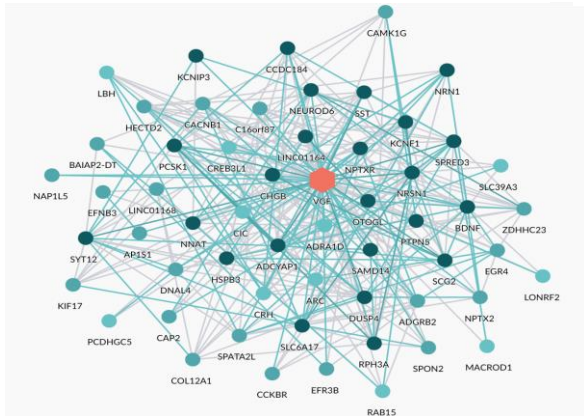 CAMK1G
CCDC184
KCNIP3
NRN1
LBH
NEUROD6
SST
HECTD2
CACNB1
C16orf87
KCNF1
LINC01164
SPRED3
BAIAP2-DT
PCSK1
CREB3L1
NPTXR
SLC39A3
NAP1L5
EFNB3
LINC01168
CHGB
VGF
NRSN1
OTOGL
BDNF
ZDHHC23
SYT12
AP1S1
NNAT
CIC
ADRA1D
PTPN5
HSPB3
ADCYAP1
SAMD14
SCG2
EGR4
KIF17
DNAL4
CRH
ARC
LONRF2
DUSP4
ADGRB2
NPTX2
PCDHGC5
CAP2
SPATA2L
SLC6A17
RPH3A
SPON2
MACROD1
COL12A1
CCKBR
EFR3B
RAB15